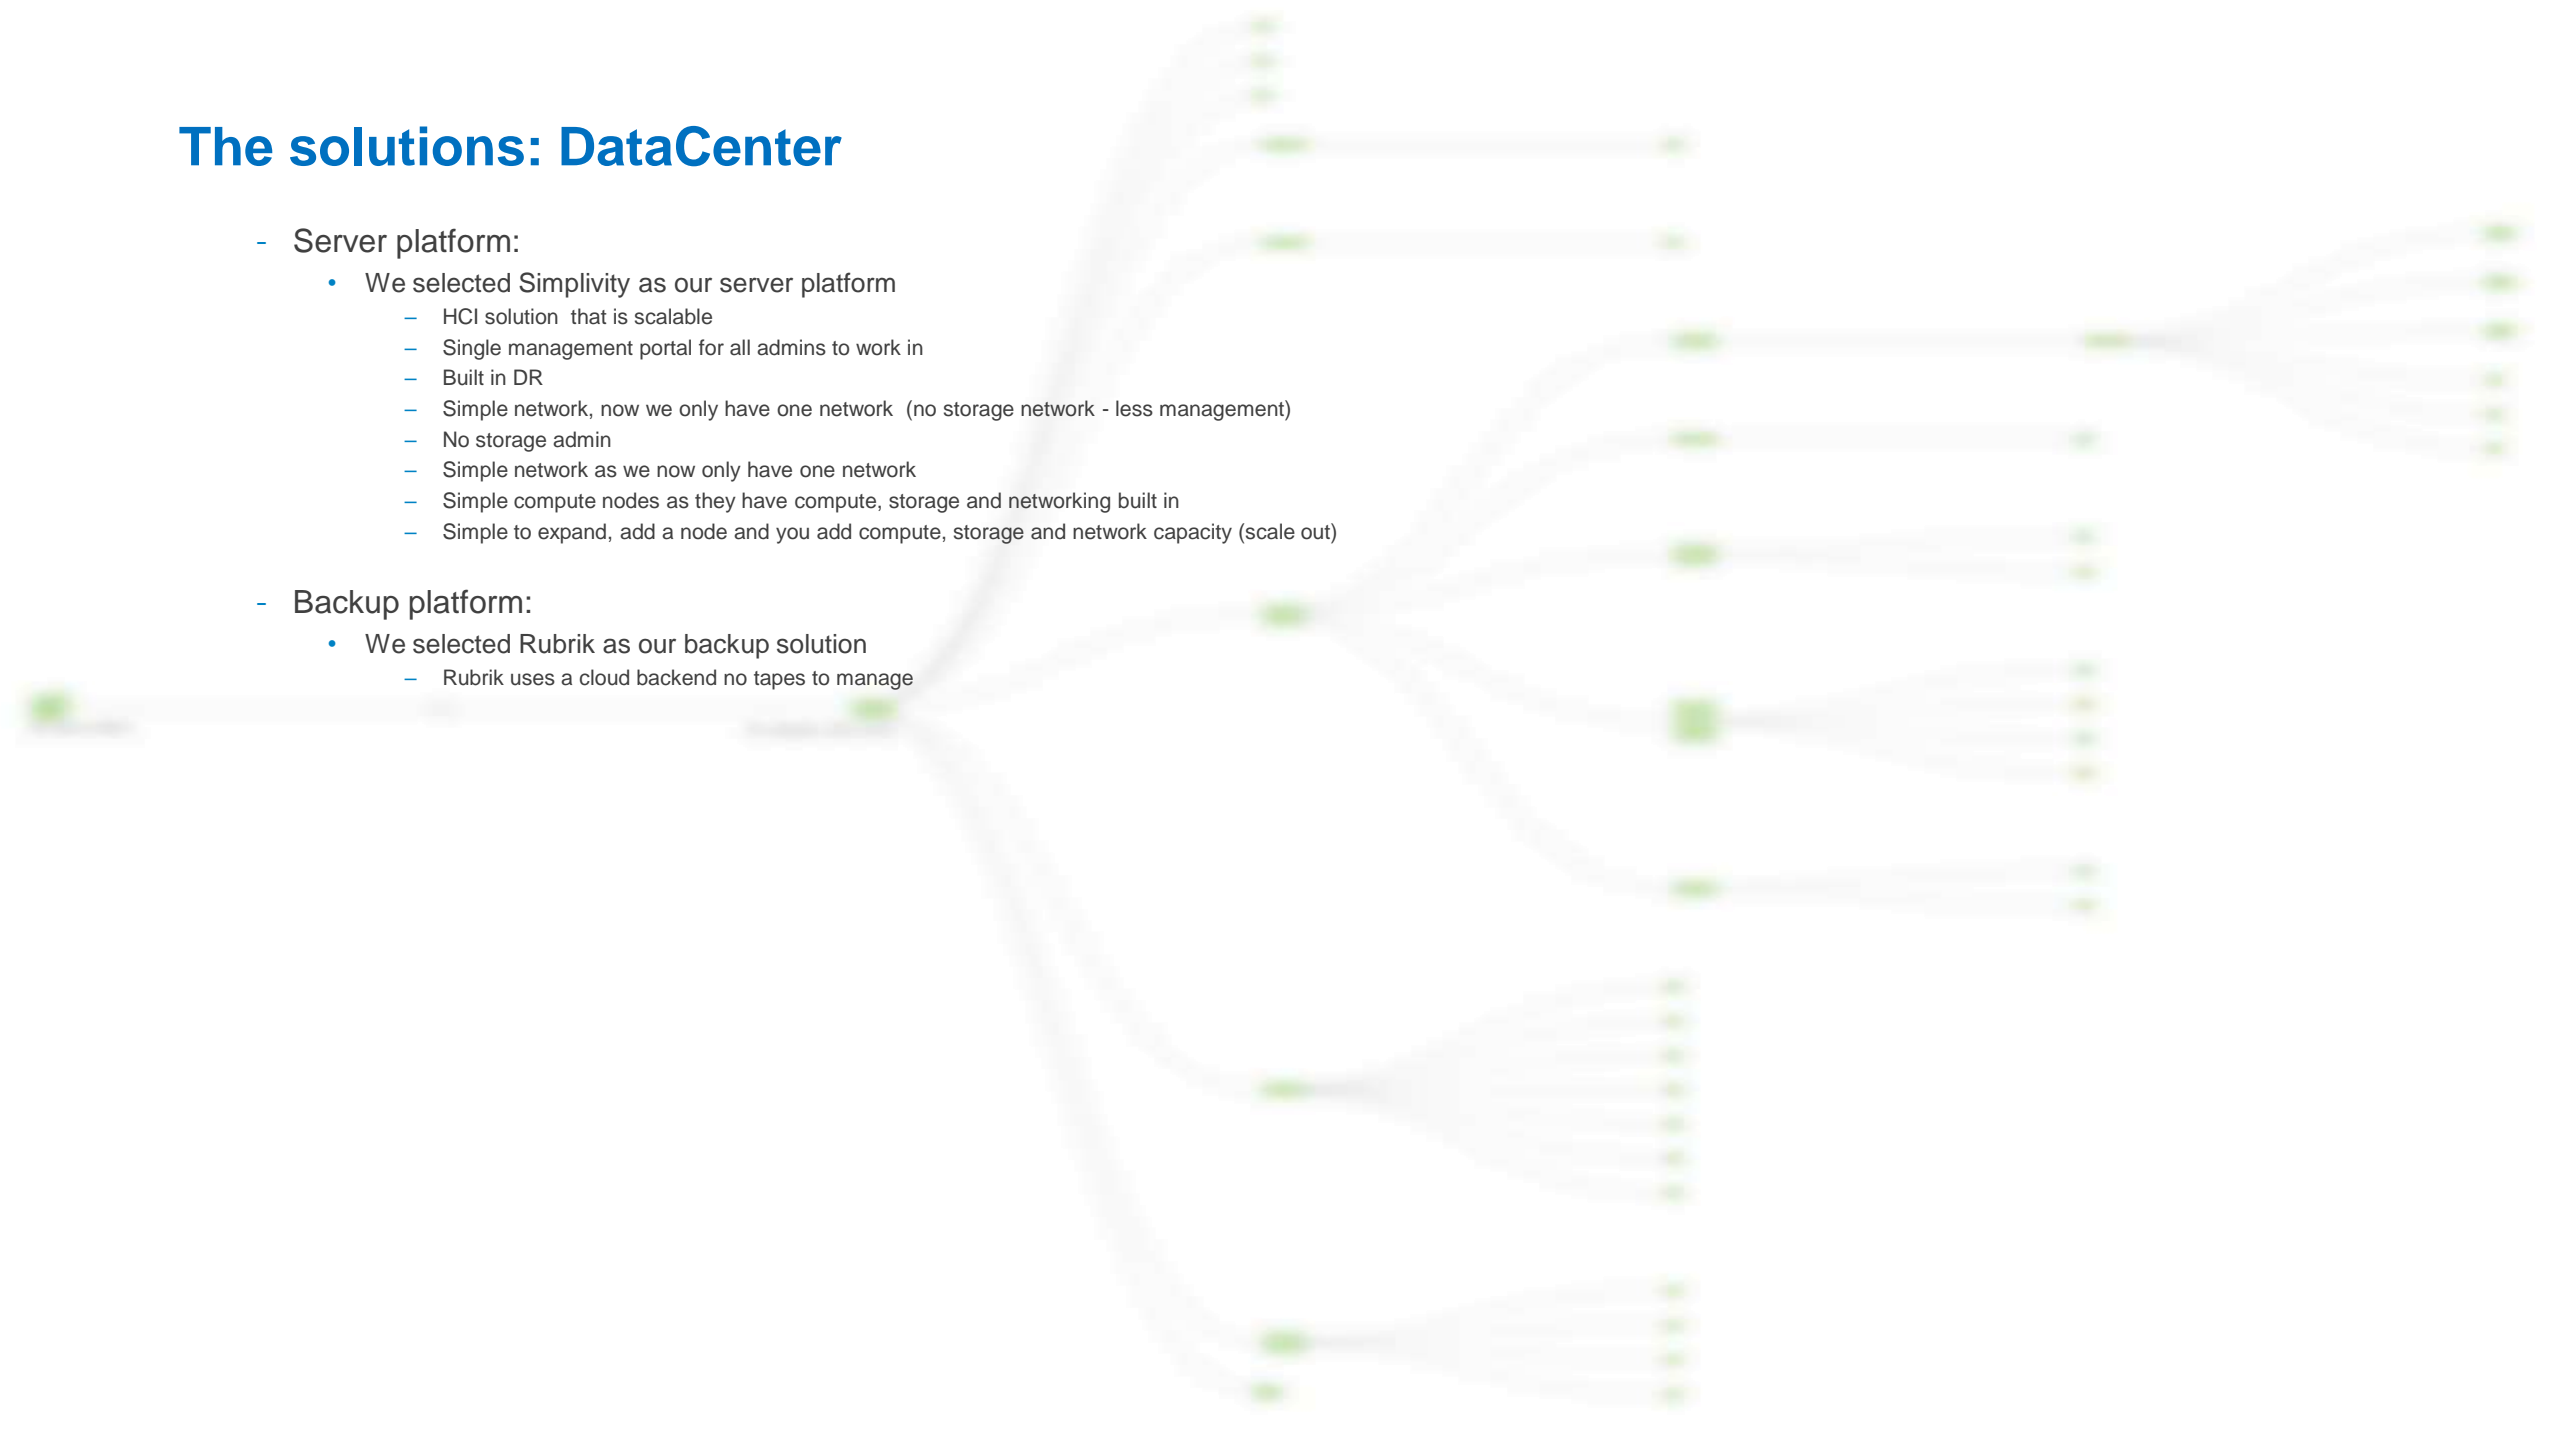 The solutions: DataCenter
- Server platform:
• We selected Simplivity as our server platform
– HCI solution  that is scalable
– Single management portal for all admins to work in
– Built in DR
– Simple network, now we only have one network  (no storage network - less management)
– No storage admin
– Simple network as we now only have one network
– Simple compute nodes as they have compute, storage and networking built in
– Simple to expand, add a node and you add compute, storage and network capacity (scale out)
- Backup platform:
• We selected Rubrik as our backup solution
– Rubrik uses a cloud backend no tapes to manage